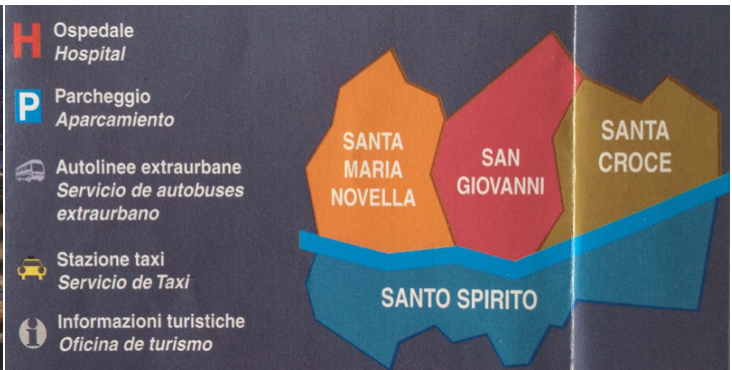 H
Ospedale
Hospital
P
Parcheggio
Aparcamiento
Autolinee extraurbane
Servicio de autobuses
extraurbano
Stazione taxi
Servicio de Taxi
i
Informazioni turistiche
Oficina de turismo
SANTA
MARIA
NOVELLA
SAN
GIOVANNI
SANTA
CROCE
SANTO SPIRITO